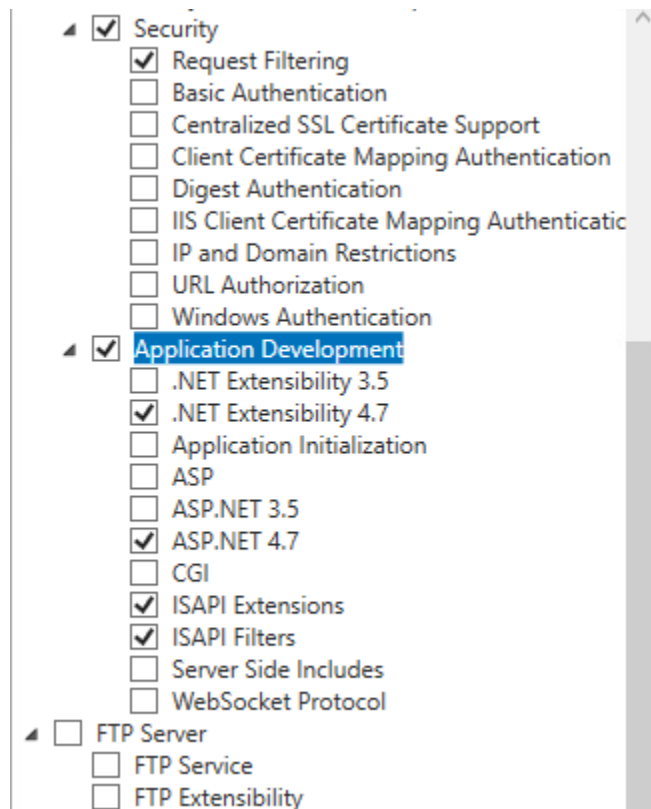 Security
Request Filtering
Basic Authentication
Centralized SSL Certificate Support
Client Certificate Mapping Authentication
Digest Authentication
IIS Client Certificate Mapping Authenticatic
IP and Domain Restrictions
URL Authorization
Windows Authentication
Application Development
.NET Extensibility 3.5
.NET Extensibility 4.7
Application Initialization
ASP
ASP.NET 3.5
ASP.NET 4.7
CGI
ISAPI Extensions
ISAPI Filters
Server Side Includes
WebSocket Protocol
FTP Server
FTP Service
FTP Extensibility